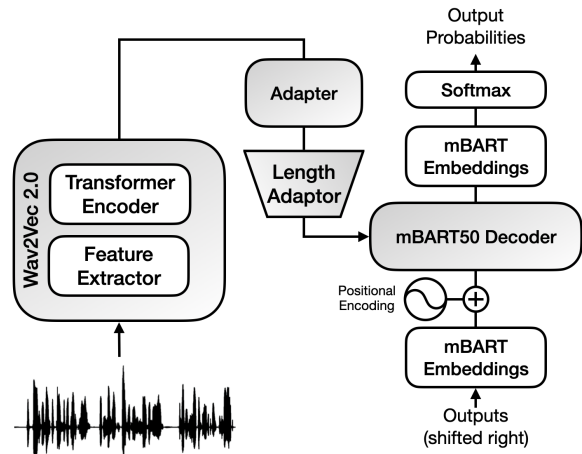 Output
Probabilities
Softmax
mBART
Embeddings
Adapter
Length
Adaptor
Wav2Vec 2.0
Transformer
Encoder
Feature
Extractor
mBART50 Decoder
Positional
Encoding
+
mBART
Embeddings
Outputs
(shifted right)